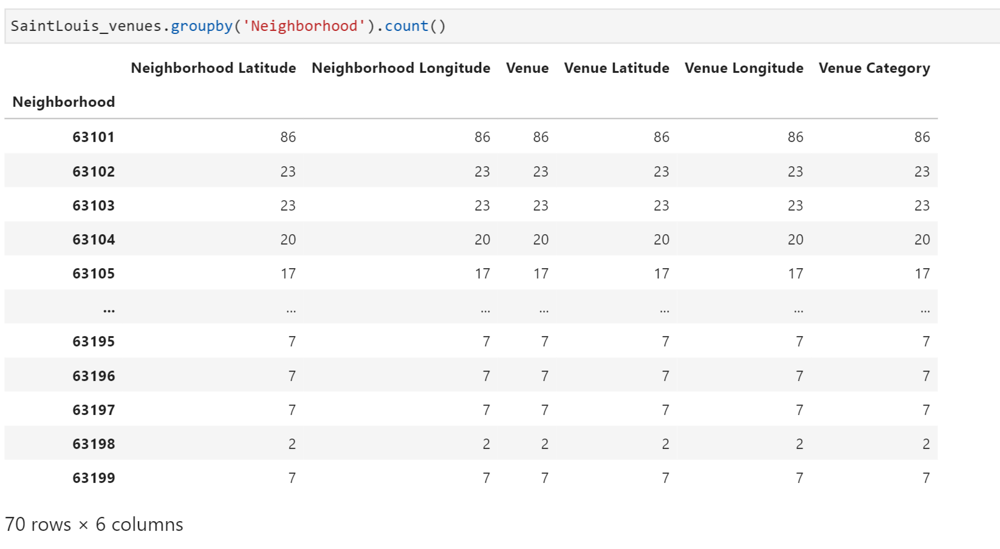 SaintLouis_venues.groupby('Neighborhood').count()
Neighborhood Latitude Neighborhood Longitude Venue Venue Latitude Venue Longitude Venue Category
Neighborhood
63101 86 86 86 86 86 86
63102 23 23 23 23 23 23
63103 23 23 23 23 23 23
63104 20 20 20 20 20 20
63105 17 17 17 17 17 17
... ... ... ... ... ... ...
63195 7 7 7 7 7 7
63196 7 7 7 7 7 7
63197 7 7 7 7 7 7
63198 2 2 2 2 2 2
63199 7 7 7 7 7 7
70 rows × 6 columns